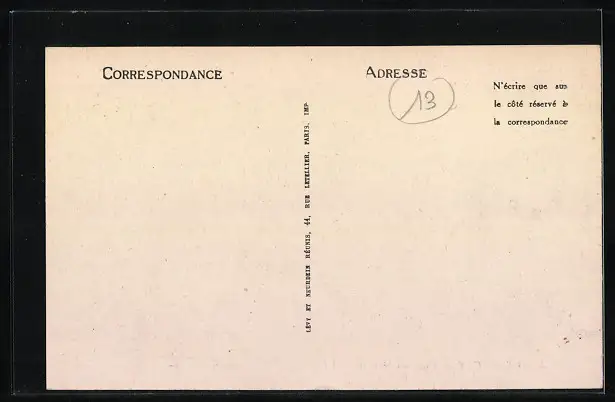 CORRESPONDANCE
ADRESSE
13
N'écrire que sur
le côté réservé à
la correspondance
LÉVY ET NEURDEIN RÉUNIS, 44, RUE LETELLIER, PARIS, IMP.